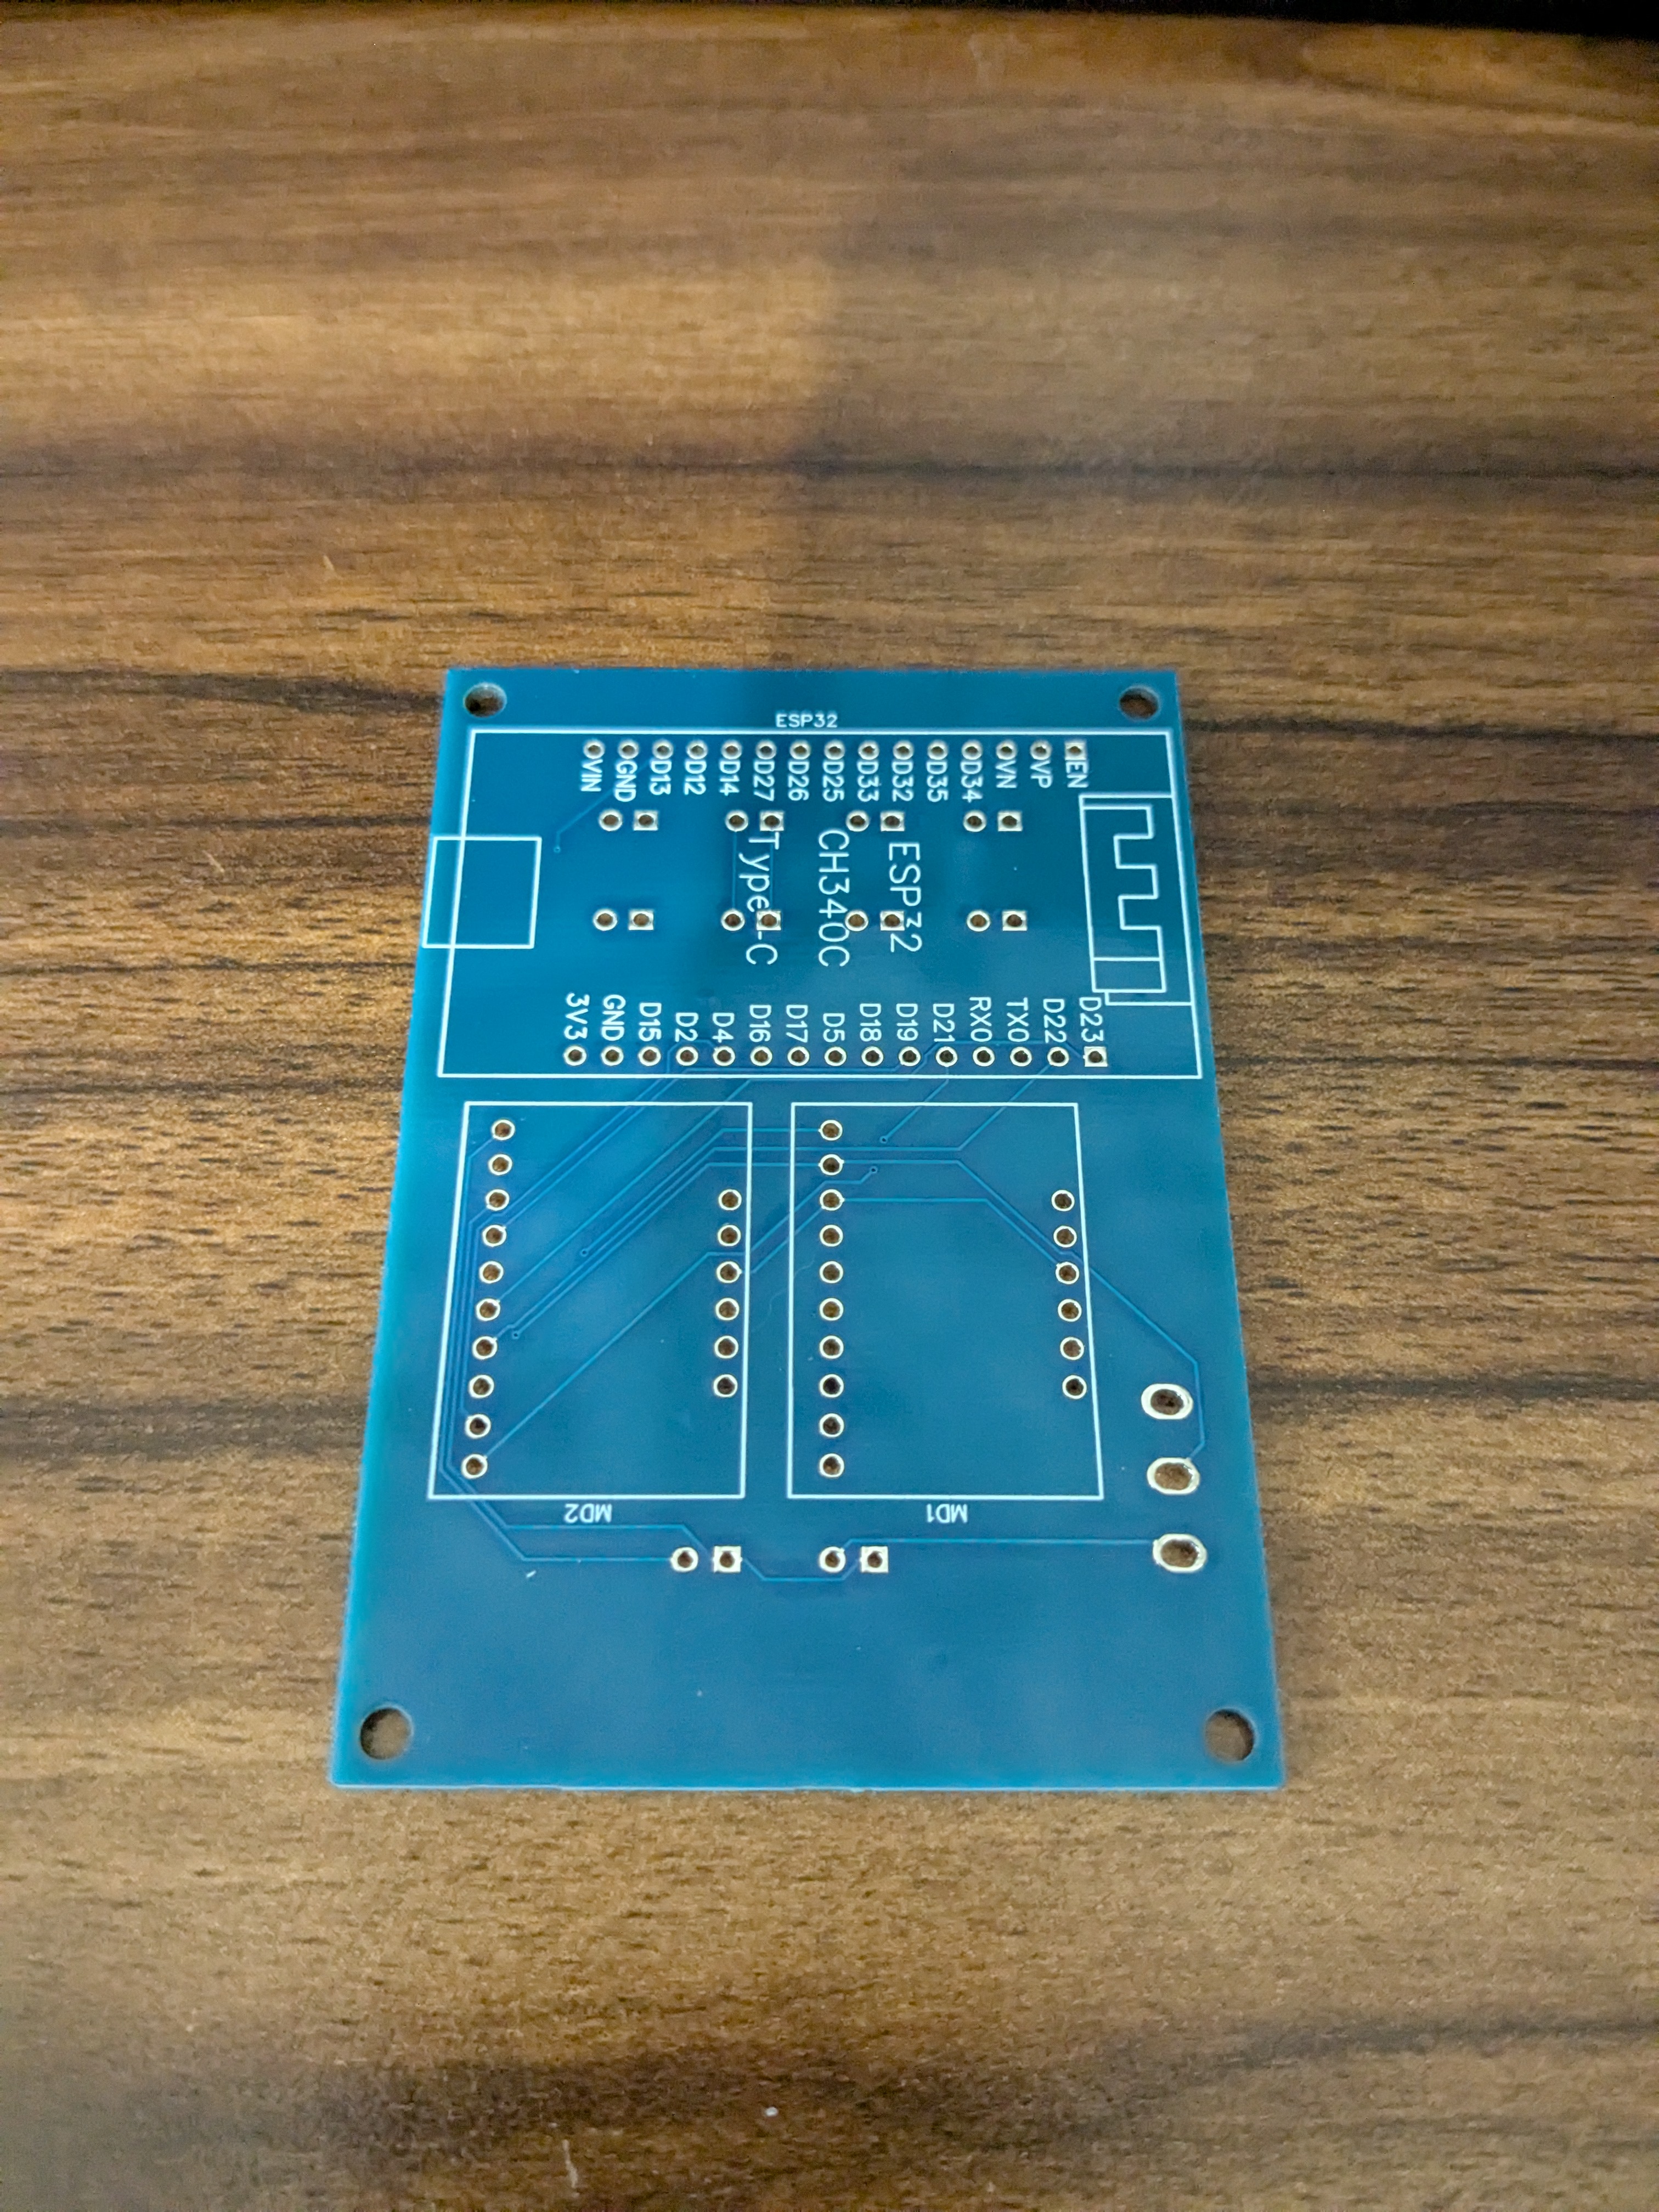 ESP32
VIN
GND
D13
D12
D14
D27
D26
D25
D33
D32
D35
D34
VN
VP
EN
ESP32
CH340C
Type-C
3V3
GND
D15
D2
D4
D16
D17
D5
D18
D19
D21
RX0
TX0
D22
D23
MD2
MD1